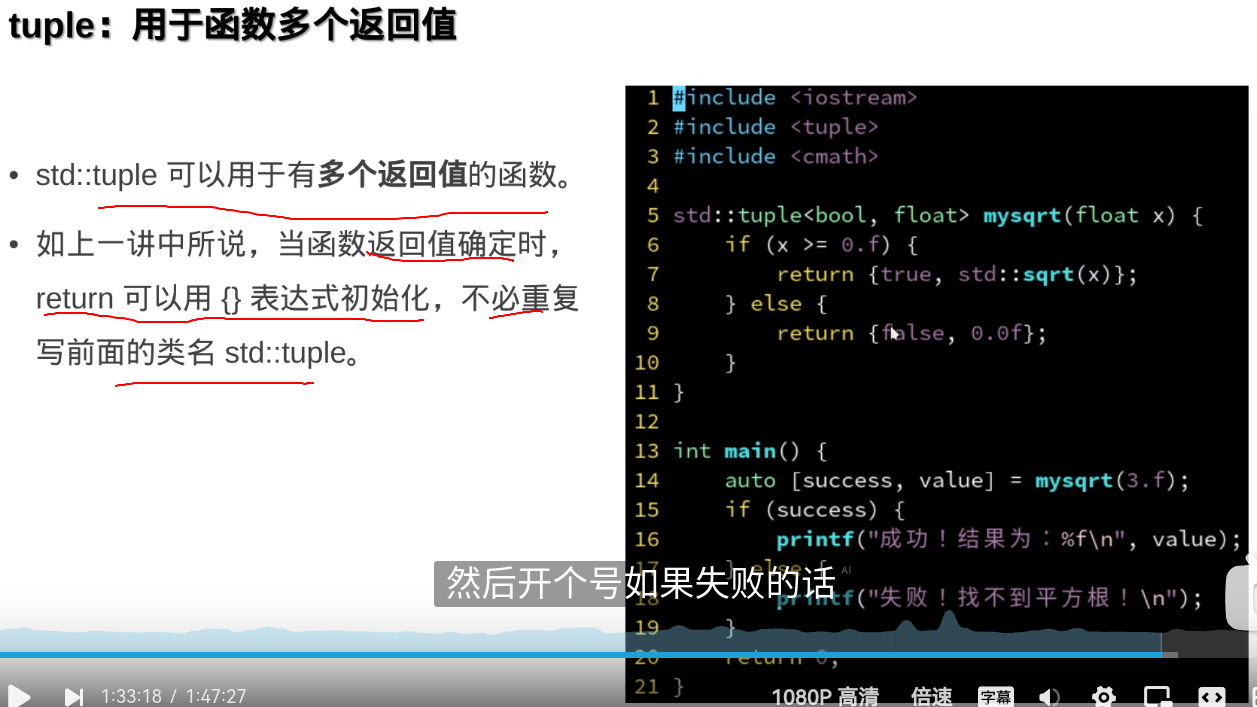 tuple：用于函数多个返回值
• std::tuple 可以用于有多个返回值的函数。
• 如上一讲中所说，当函数返回值确定时，
return 可以用 {} 表达式初始化，不必重复
写前面的类名 std::tuple。
1 #include <iostream>
2 #include <tuple>
3 #include <cmath>
4
5 std::tuple<bool, float> mysqrt(float x) {
6     if (x >= 0.f) {
7         return {true, std::sqrt(x)};
8     } else {
9         return {false, 0.0f};
10     }
11 }
12
13 int main() {
14     auto [success, value] = mysqrt(3.f);
15     if (success) {
16         printf("成功！结果为：%f\n", value);
17     } else {
18         printf("失败！找不到平方根！\n");
19     }
20     return 0;
21 }
然后开个号如果失败的话
AI
1:33:18 / 1:47:27
1080P 高清
倍速
字幕